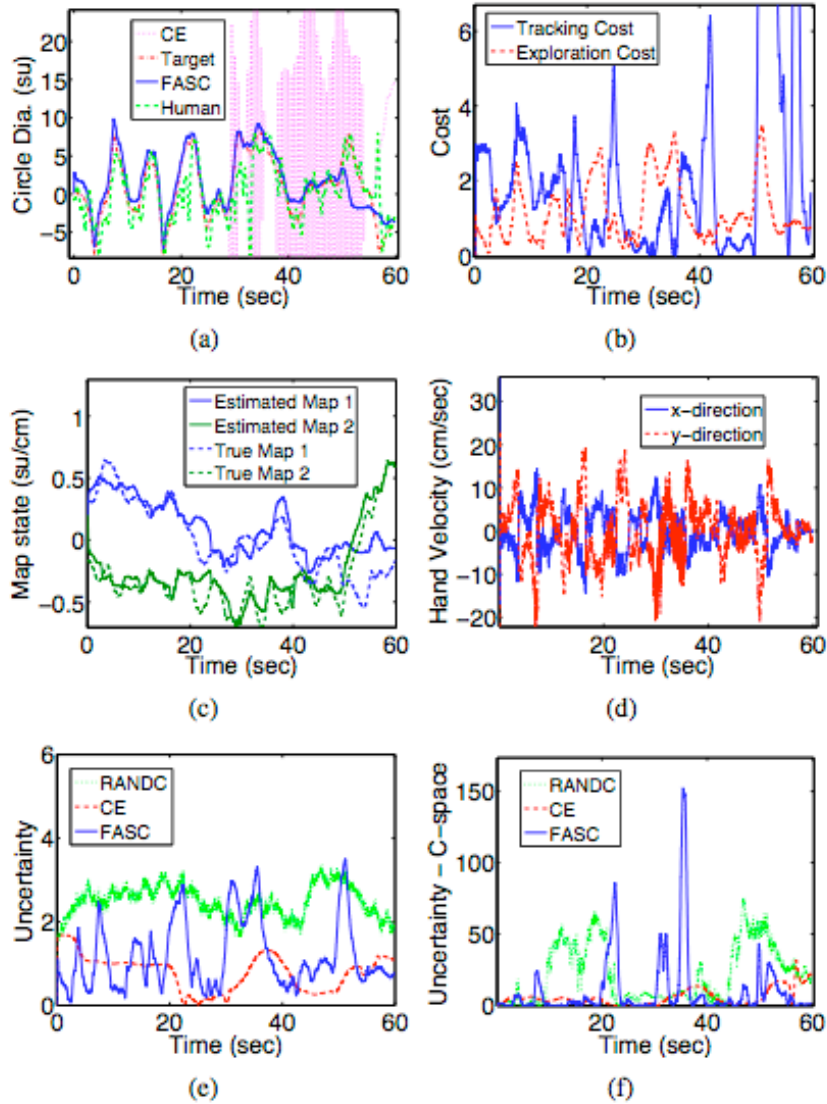 CE
Target
FASC
Human
Circle Dia. (su)
20
15
10
5
0
-5
0 20 40 60
Time (sec)
(a)
Tracking Cost
Exploration Cost
Cost
6
4
2
0
0 20 40 60
Time (sec)
(b)
Estimated Map 1
Estimated Map 2
True Map 1
True Map 2
Map state (su/cm)
1
0.5
0
-0.5
0 20 40 60
Time (sec)
(c)
x-direction
y-direction
Hand Velocity (cm/sec)
30
20
10
0
-10
-20
20 40 60
Time (sec)
(d)
RANDC
CE
FASC
Uncertainty
6
4
2
0
0 20 40 60
Time (sec)
(e)
RANDC
CE
FASC
Uncertainty - C-space
150
100
50
0
20 40 60
Time (sec)
(f)